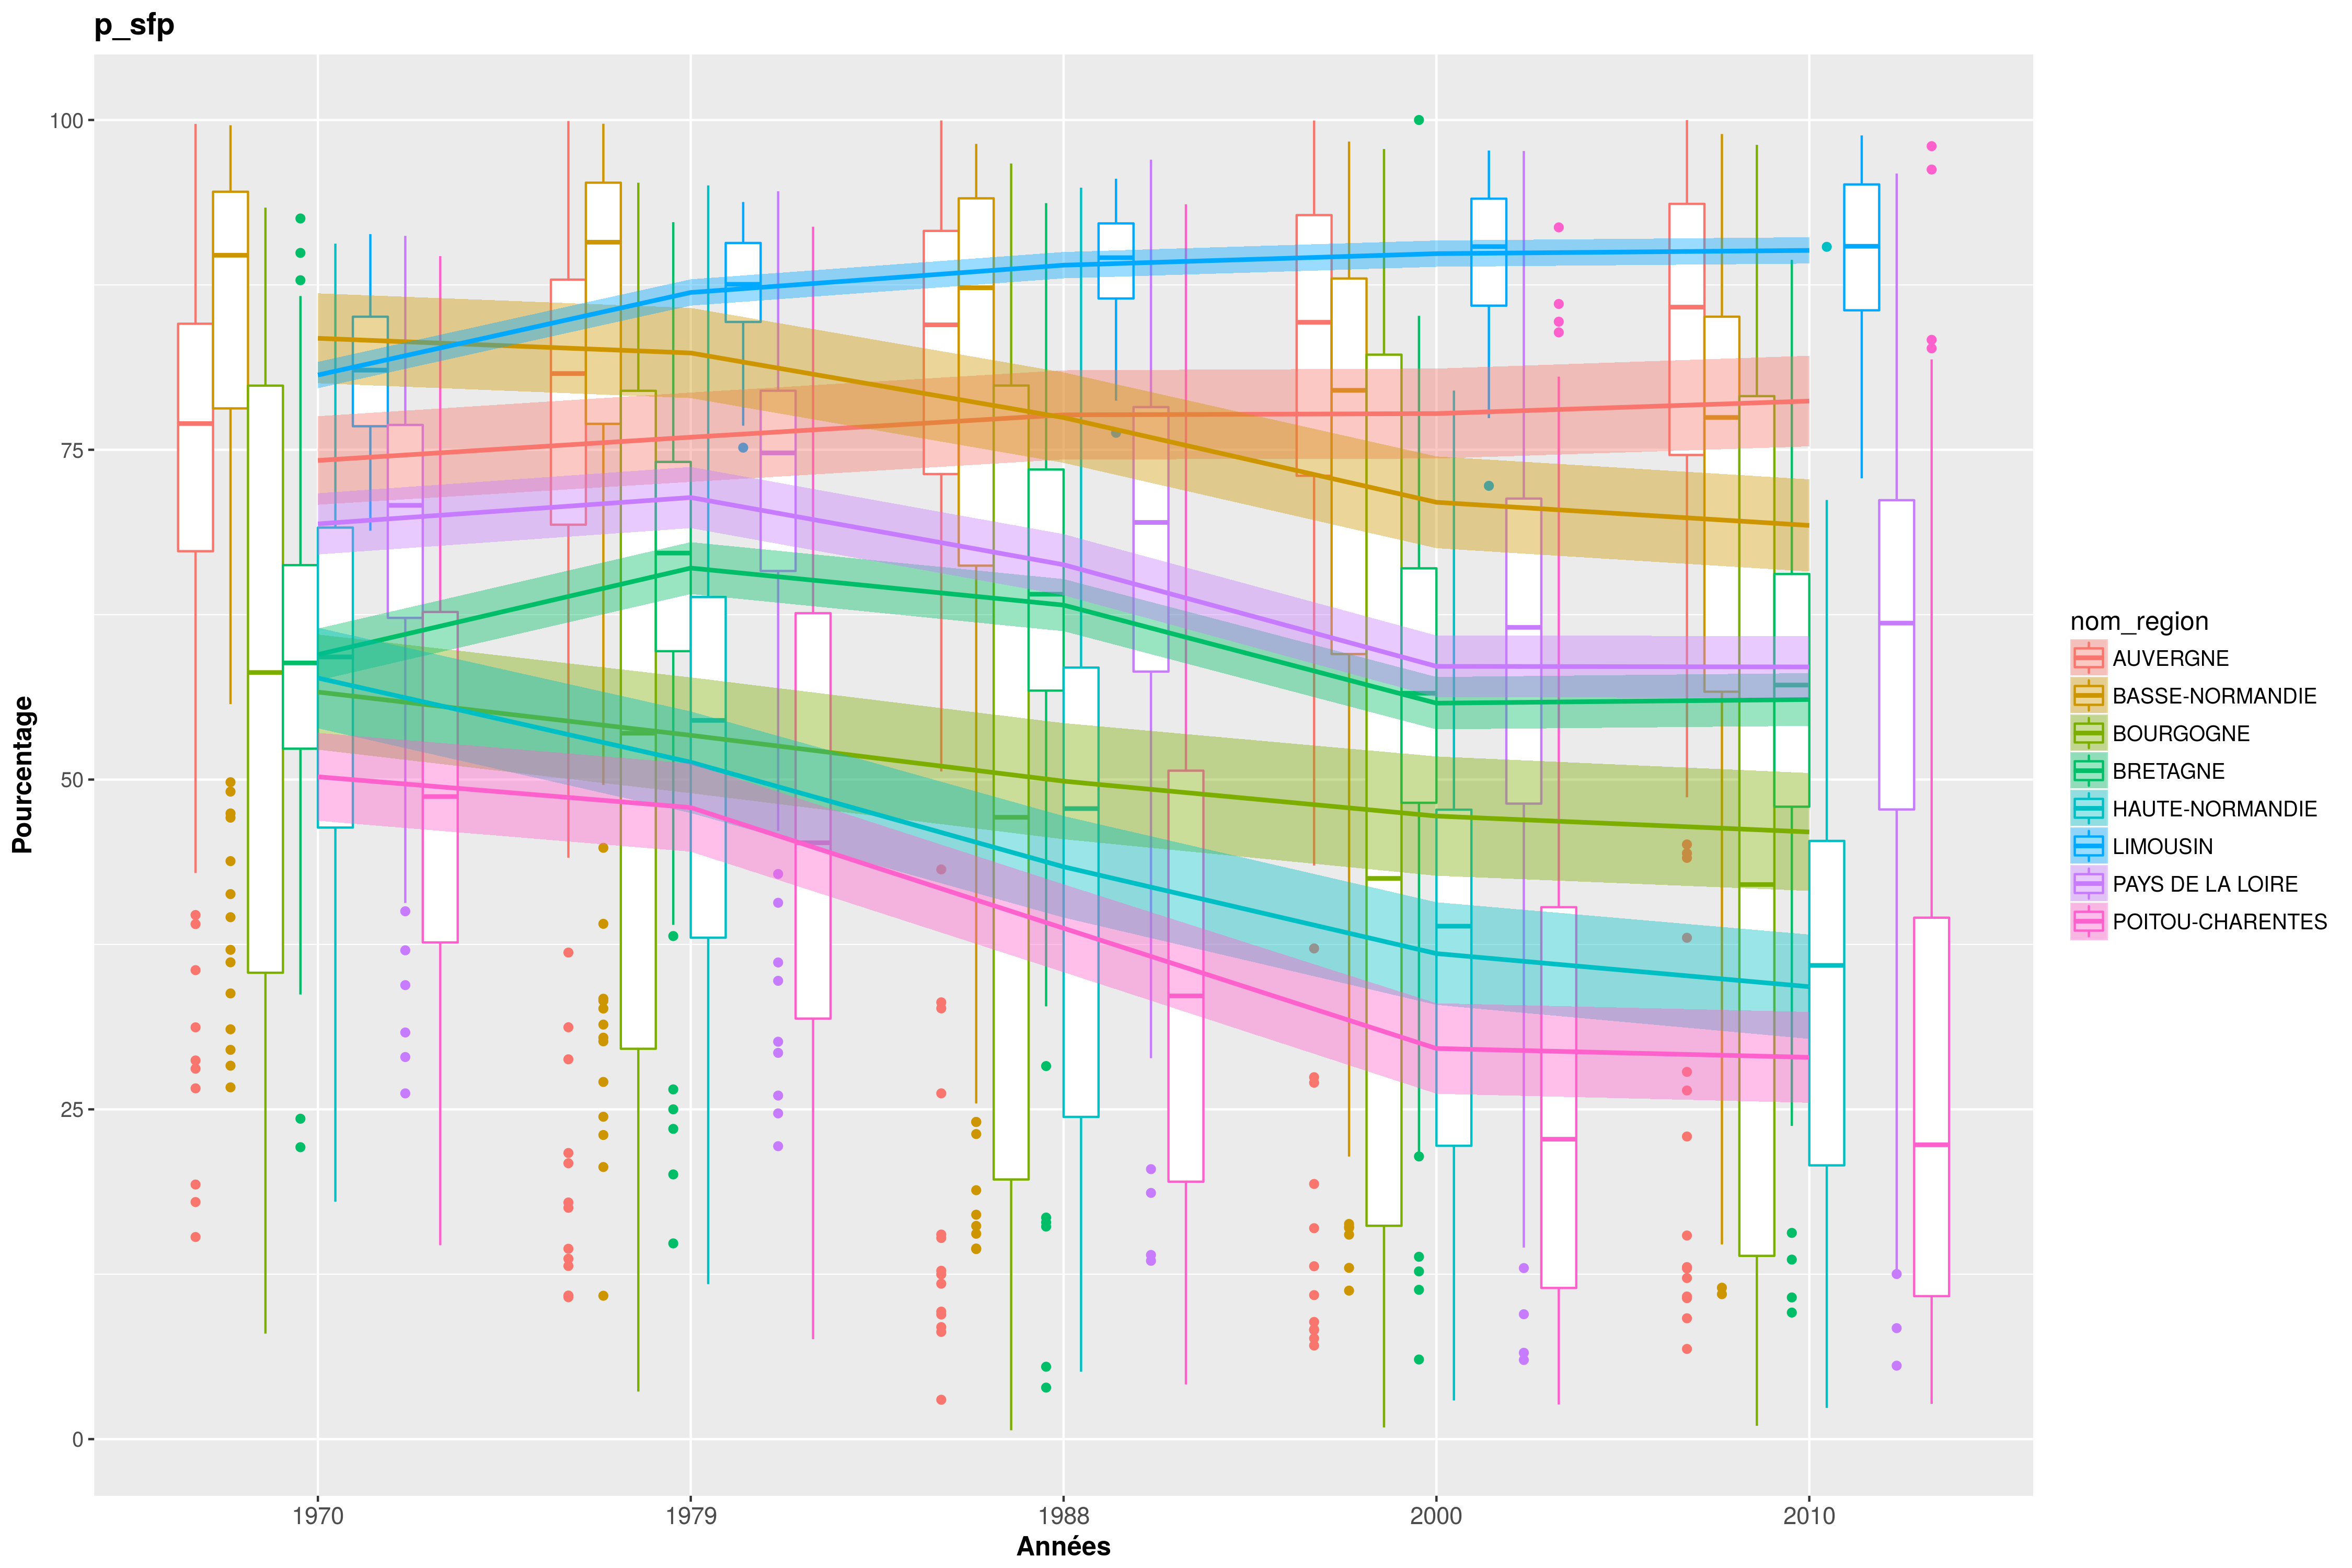 p_sfp
Pourcentage
100
75
50
25
0
1970
1979
1988
2000
2010
Années
nom_region
AUVERGNE
BASSE-NORMANDIE
BOURGOGNE
BRETAGNE
HAUTE-NORMANDIE
LIMOUSIN
PAYS DE LA LOIRE
POITOU-CHARENTES